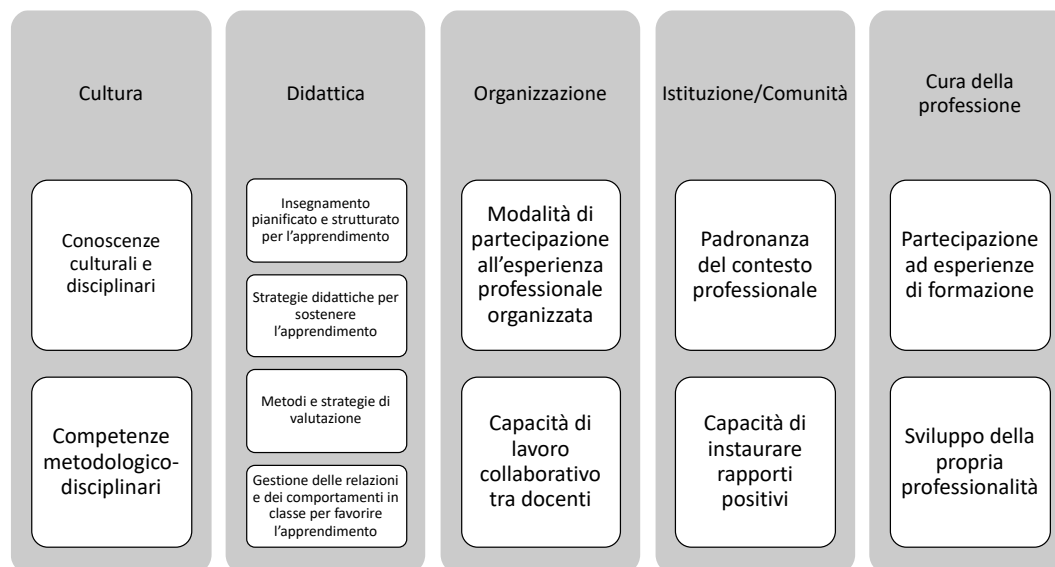 Cultura
Conoscenze
culturali e
disciplinari
Competenze
metodologico-
disciplinari
Didattica
Insegnamento
pianificato e strutturato
per l'apprendimento
Strategie didattiche per
sostenere
l'apprendimento
Metodi e strategie di
valutazione
Gestione delle relazioni
e dei comportamenti in
classe per favorire
l'apprendimento
Organizzazione
Modalità di
partecipazione
all'esperienza
professionale
organizzata
Capacità di
lavoro
collaborativo
tra docenti
Istituzione/Comunità
Padronanza
del contesto
professionale
Capacità di
instaurare
rapporti
positivi
Cura della
professione
Partecipazione
ad esperienze
di formazione
Sviluppo della
propria
professionalità